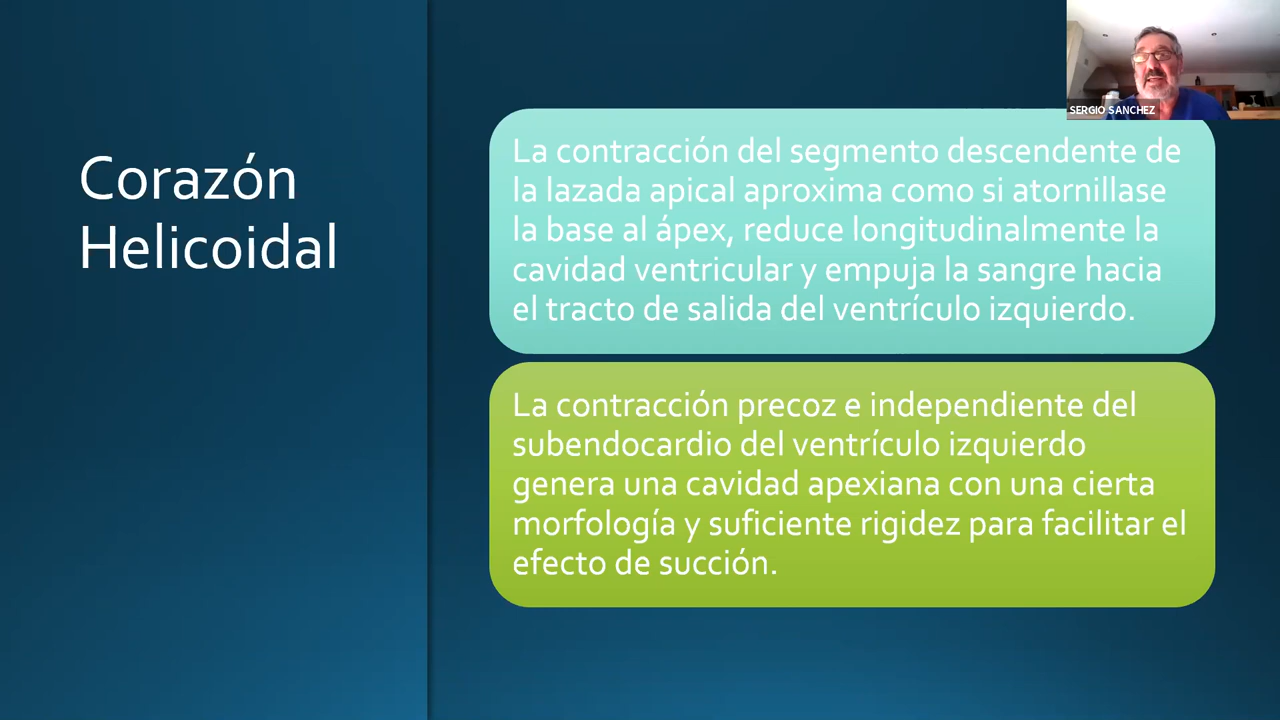 Corazón
Helicoidal
La contracción del segmento descendente de
la lazada apical aproxima como si atornillase
la base al ápex, reduce longitudinalmente la
cavidad ventricular y empuja la sangre hacia
el tracto de salida del ventrículo izquierdo.
La contracción precoz e independiente del
subendocardio del ventrículo izquierdo
genera una cavidad apexiana con una cierta
morfología y suficiente rigidez para facilitar el
efecto de succión.
SERGIO SANCHEZ